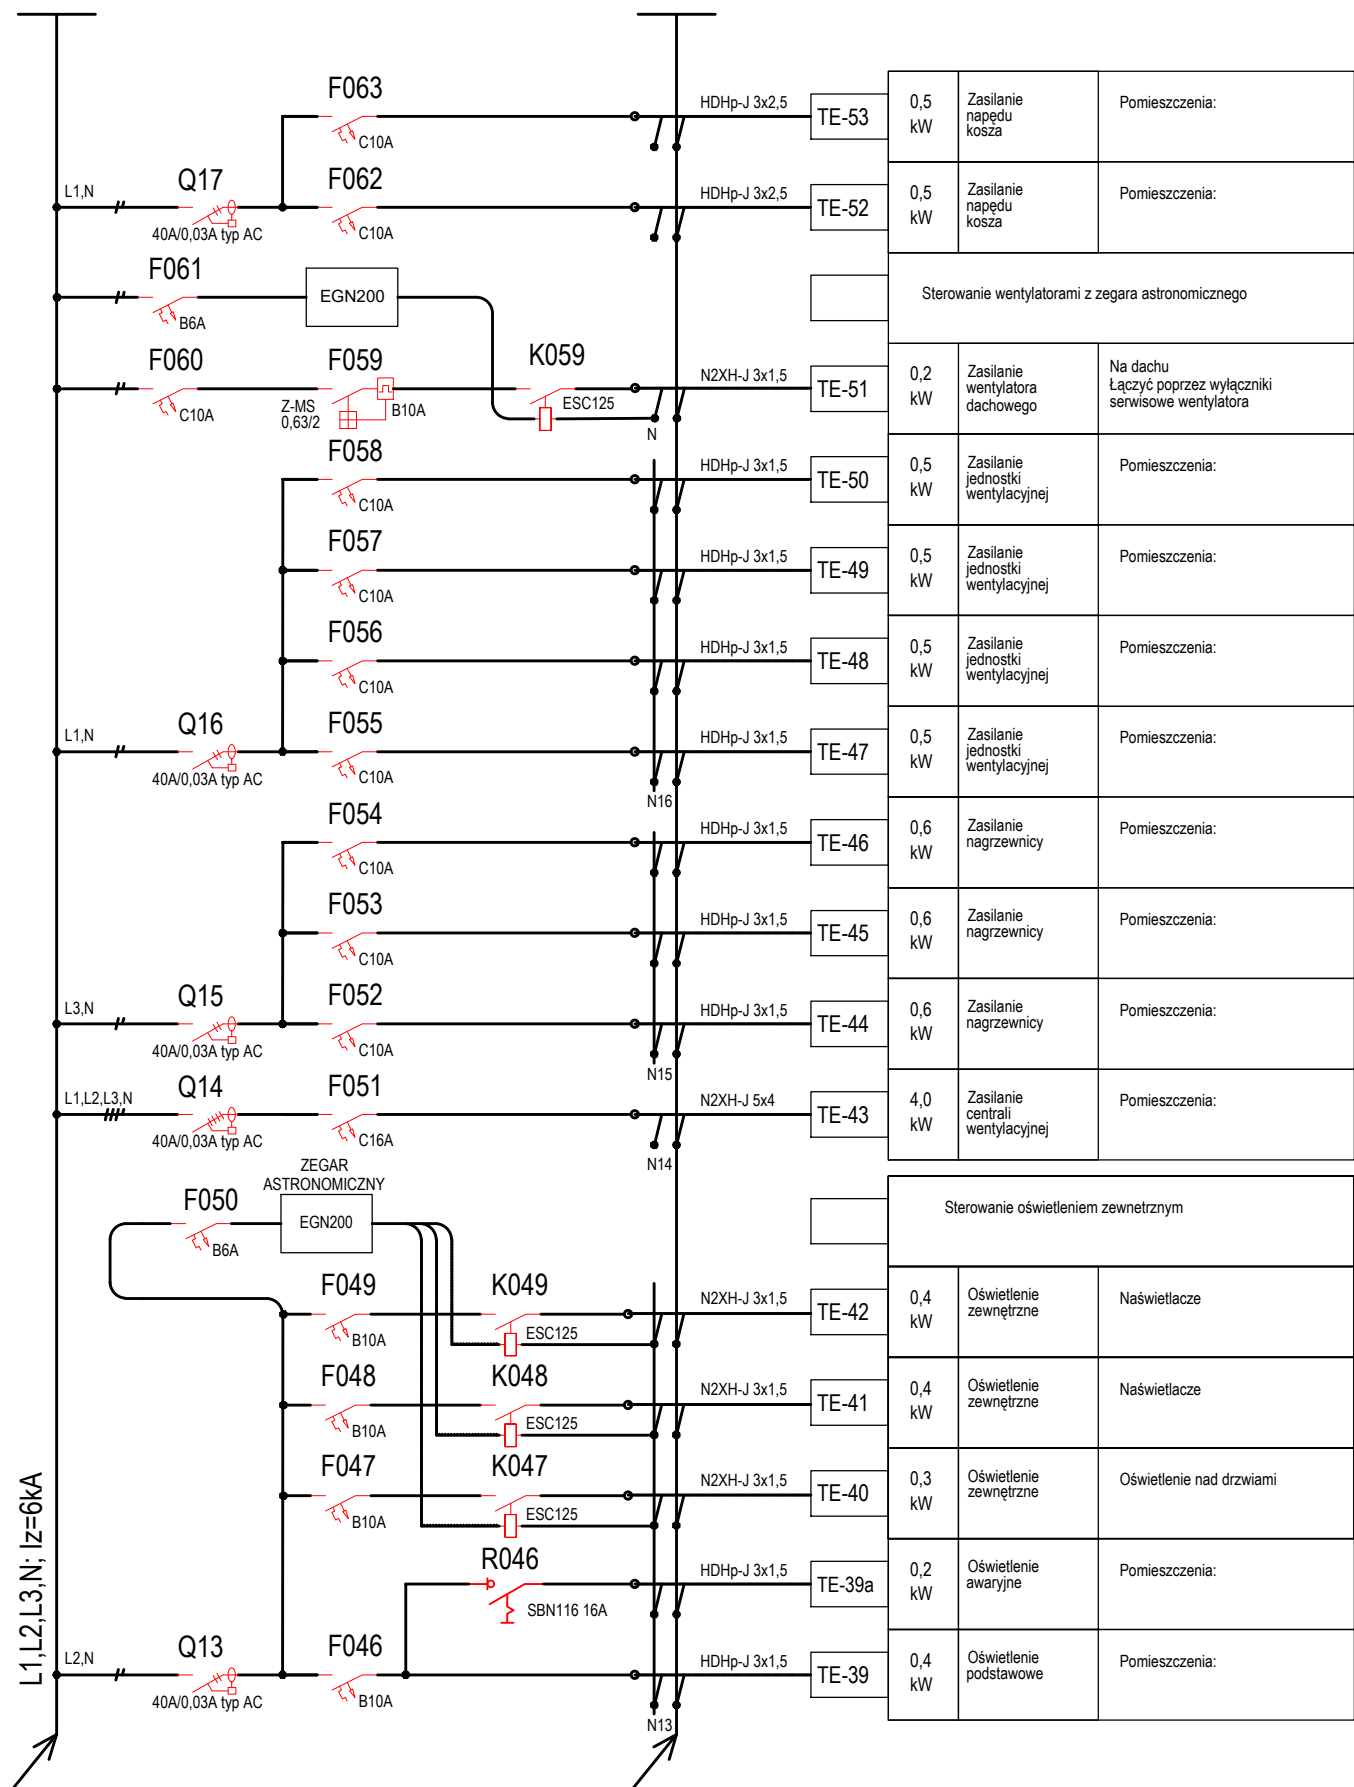 F063
C10A
HDHp-J 3x2,5
TE-53
0,5
kW
Zasilanie
napędu
kosza
Pomieszczenia:
L1,N
Q17
40A/0,03A typ AC
F062
C10A
HDHp-J 3x2,5
TE-52
0,5
kW
Zasilanie
napędu
kosza
Pomieszczenia:
F061
B6A
EGN200
Sterowanie wentylatorami z zegara astronomicznego
F060
C10A
F059
Z-MS
0,63/2
B10A
K059
ESC125
N
N2XH-J 3x1,5
TE-51
0,2
kW
Zasilanie
wentylatora
dachowego
Na dachu
Łączyć poprzez wyłączniki
serwisowe wentylatora
F058
C10A
HDHp-J 3x1,5
TE-50
0,5
kW
Zasilanie
jednostki
wentylacyjnej
Pomieszczenia:
F057
C10A
HDHp-J 3x1,5
TE-49
0,5
kW
Zasilanie
jednostki
wentylacyjnej
Pomieszczenia:
F056
C10A
HDHp-J 3x1,5
TE-48
0,5
kW
Zasilanie
jednostki
wentylacyjnej
Pomieszczenia:
L1,N
Q16
40A/0,03A typ AC
F055
C10A
N16
HDHp-J 3x1,5
TE-47
0,5
kW
Zasilanie
jednostki
wentylacyjnej
Pomieszczenia:
F054
C10A
HDHp-J 3x1,5
TE-46
0,6
kW
Zasilanie
nagrzewnicy
Pomieszczenia:
F053
C10A
HDHp-J 3x1,5
TE-45
0,6
kW
Zasilanie
nagrzewnicy
Pomieszczenia:
L3,N
Q15
40A/0,03A typ AC
F052
C10A
N15
HDHp-J 3x1,5
TE-44
0,6
kW
Zasilanie
nagrzewnicy
Pomieszczenia:
L1,L2,L3,N
Q14
40A/0,03A typ AC
F051
C16A
N14
N2XH-J 5x4
TE-43
4,0
kW
Zasilanie
centrali
wentylacyjnej
Pomieszczenia:
ZEGAR
ASTRONOMICZNY
F050
B6A
EGN200
Sterowanie oświetleniem zewnetrznym
F049
B10A
K049
ESC125
N2XH-J 3x1,5
TE-42
0,4
kW
Oświetlenie
zewnętrzne
Naświetlacze
F048
B10A
K048
ESC125
N2XH-J 3x1,5
TE-41
0,4
kW
Oświetlenie
zewnętrzne
Naświetlacze
F047
B10A
K047
ESC125
N2XH-J 3x1,5
TE-40
0,3
kW
Oświetlenie
zewnętrzne
Oświetlenie nad drzwiami
R046
SBN116 16A
HDHp-J 3x1,5
TE-39a
0,2
kW
Oświetlenie
awaryjne
Pomieszczenia:
L2,N
Q13
40A/0,03A typ AC
F046
B10A
N13
HDHp-J 3x1,5
TE-39
0,4
kW
Oświetlenie
podstawowe
Pomieszczenia:
L1,L2,L3,N; Iz=6kA